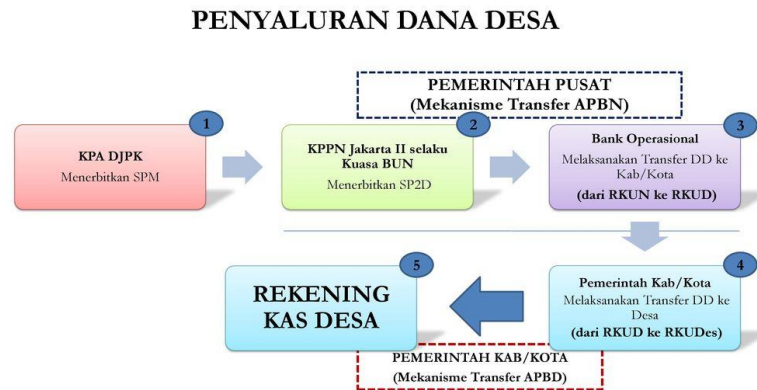 PENYALURAN DANA DESA
PEMERINTAH PUSAT
(Mekanisme Transfer APBN)
1
KPA DJPK
Menerbitkan SPM
2
KPPN Jakarta II selaku
Kuasa BUN
Menerbitkan SP2D
3
Bank Operasional
Melaksanakan Transfer DD ke
Kab/Kota
(dari RKUN ke RKUD)
4
Pemerintah Kab/Kota
Melaksanakan Transfer DD ke
Desa
(dari RKUD ke RKUDes)
5
REKENING
KAS DESA
PEMERINTAH KAB/KOTA
(Mekanisme Transfer APBD)